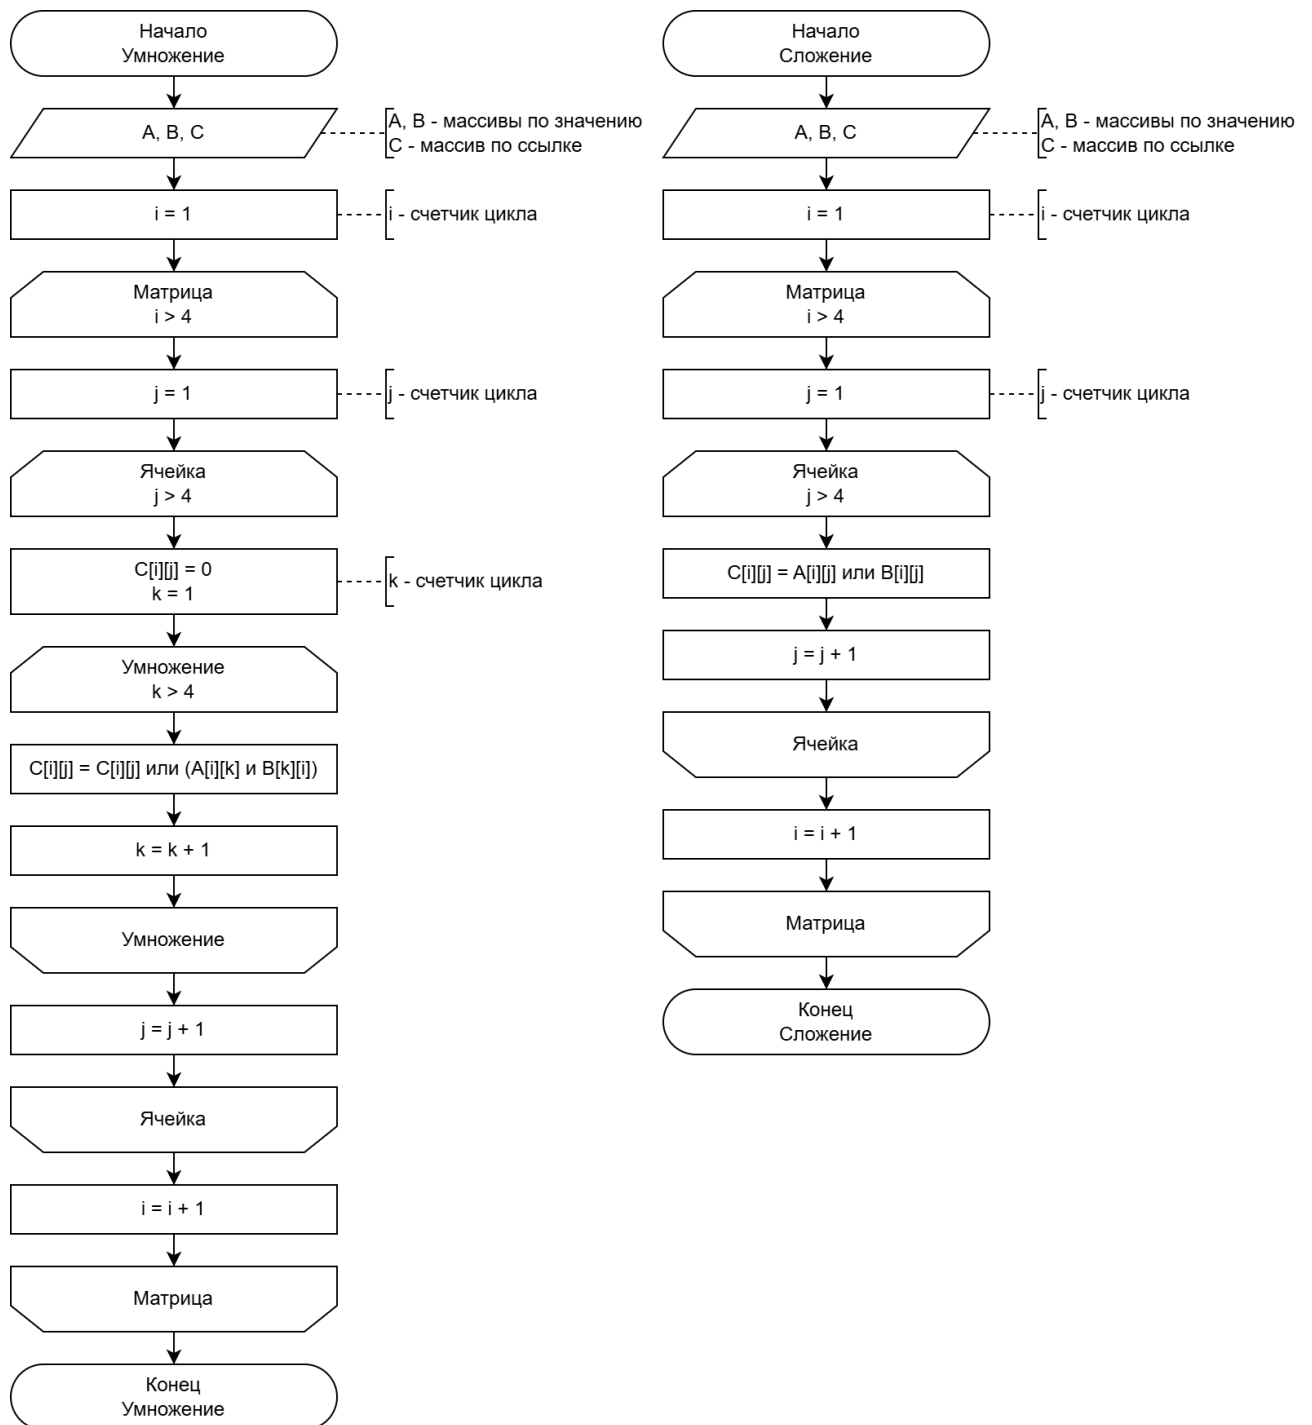 Начало
Умножение
A, B, C
A, B - массивы по значению
C - массив по ссылке
i = 1
i - счетчик цикла
Матрица
i > 4
j = 1
j - счетчик цикла
Ячейка
j > 4
C[i][j] = 0
k = 1
k - счетчик цикла
Умножение
k > 4
C[i][j] = C[i][j] или (A[i][k] и B[k][i])
k = k + 1
Умножение
j = j + 1
Ячейка
i = i + 1
Матрица
Конец
Умножение
Начало
Сложение
A, B, C
A, B - массивы по значению
C - массив по ссылке
i = 1
i - счетчик цикла
Матрица
i > 4
j = 1
j - счетчик цикла
Ячейка
j > 4
C[i][j] = A[i][j] или B[i][j]
j = j + 1
Ячейка
i = i + 1
Матрица
Конец
Сложение